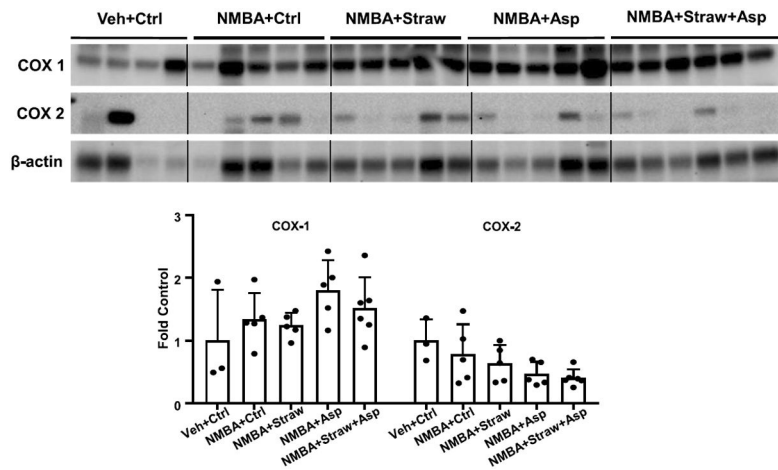 Veh+Ctrl NMBA+Ctrl NMBA+Straw NMBA+Asp NMBA+Straw+Asp
COX 1
COX 2
β-actin
3
COX-1 COX-2
2
Fold Control
1
0
Veh+Ctrl NMBA+Ctrl NMBA+Straw NMBA+Asp NMBA+Straw+Asp Veh+Ctrl NMBA+Ctrl NMBA+Straw NMBA+Asp NMBA+Straw+Asp